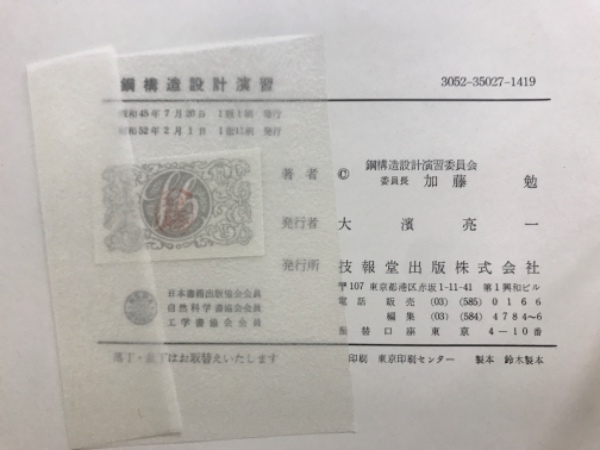 鋼構造設計演習
3052-35027-1419
昭和45年7月20日 1版1刷 発行
昭和52年2月1日 1版11刷 発行
著者 © 鋼構造設計演習委員会
委員長 加藤 勉
発行者 大濱亮一
発行所 技報堂出版株式会社
〒107 東京都港区赤坂1-11-41 第1興和ビル
電話 販売 (03) (585) 0166
編集 (03) (584) 4784~6
振替口座 東京 4-10番
日本書籍出版協会会員
自然科学書協会会員
工学書協会会員
落丁・乱丁はお取替えいたします
印刷 東京印刷センター 製本 鈴木製本